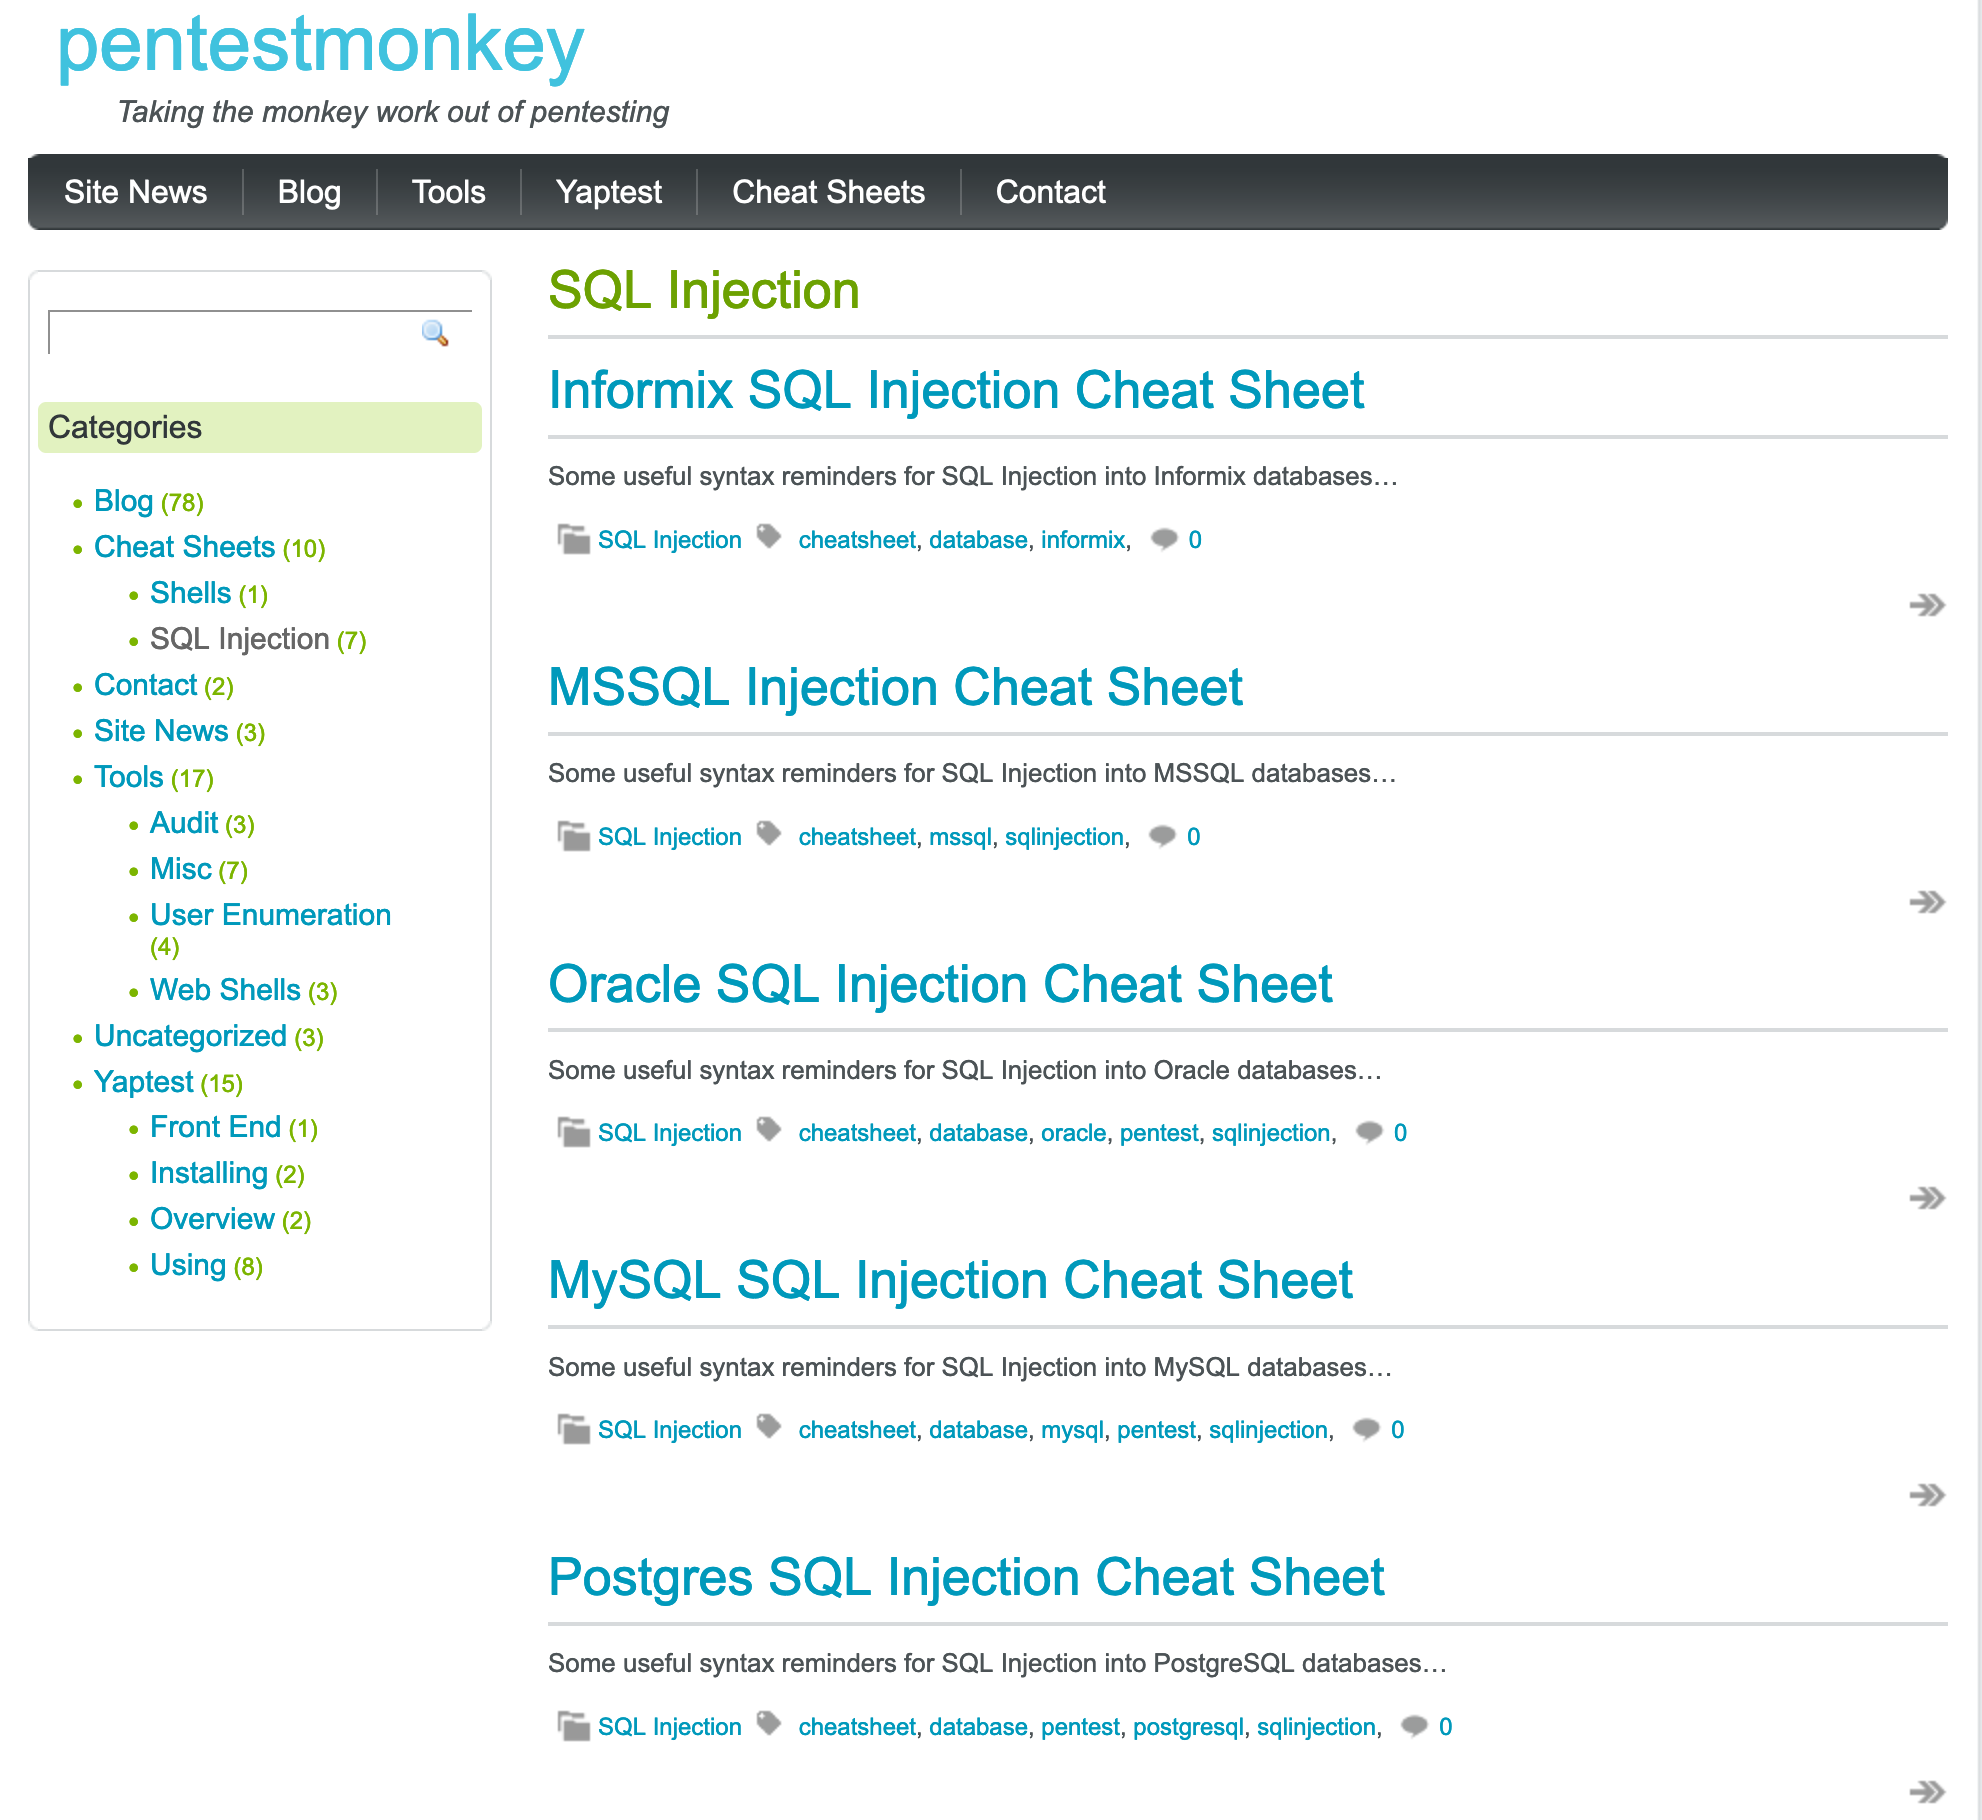 pentestmonkey
Taking the monkey work out of pentesting
Site News
Blog
Tools
Yaptest
Cheat Sheets
Contact
Categories
Blog (78)
Cheat Sheets (10)
Shells (1)
SQL Injection (7)
Contact (2)
Site News (3)
Tools (17)
Audit (3)
Misc (7)
User Enumeration
(4)
Web Shells (3)
Uncategorized (3)
Yaptest (15)
Front End (1)
Installing (2)
Overview (2)
Using (8)
SQL Injection
Informix SQL Injection Cheat Sheet
Some useful syntax reminders for SQL Injection into Informix databases…
SQL Injection cheatsheet, database, informix, 0
MSSQL Injection Cheat Sheet
Some useful syntax reminders for SQL Injection into MSSQL databases…
SQL Injection cheatsheet, mssql, sqlinjection, 0
Oracle SQL Injection Cheat Sheet
Some useful syntax reminders for SQL Injection into Oracle databases…
SQL Injection cheatsheet, database, oracle, pentest, sqlinjection, 0
MySQL SQL Injection Cheat Sheet
Some useful syntax reminders for SQL Injection into MySQL databases…
SQL Injection cheatsheet, database, mysql, pentest, sqlinjection, 0
Postgres SQL Injection Cheat Sheet
Some useful syntax reminders for SQL Injection into PostgreSQL databases…
SQL Injection cheatsheet, database, pentest, postgresql, sqlinjection, 0